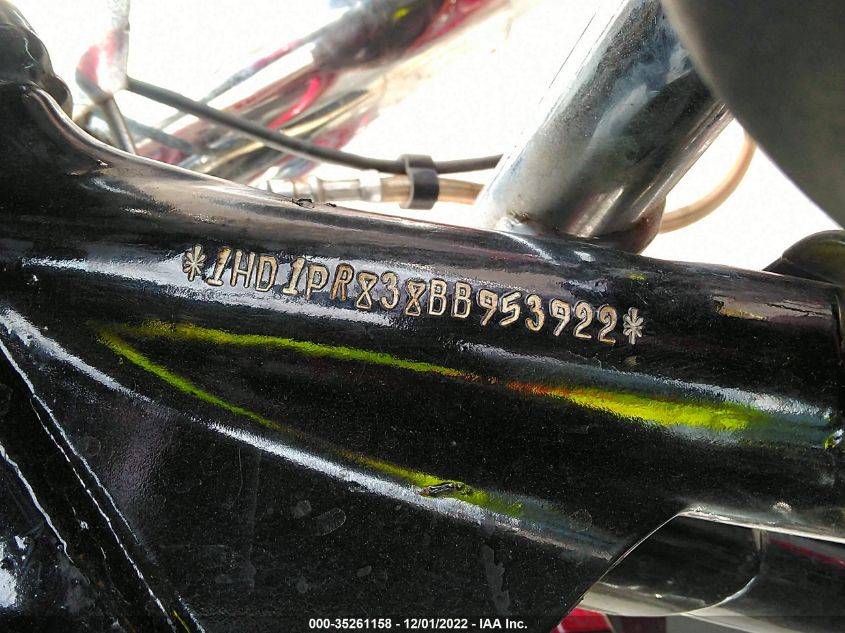 *1HD1PR838BB953922*
000-35261158 - 12/01/2022 - IAA Inc.